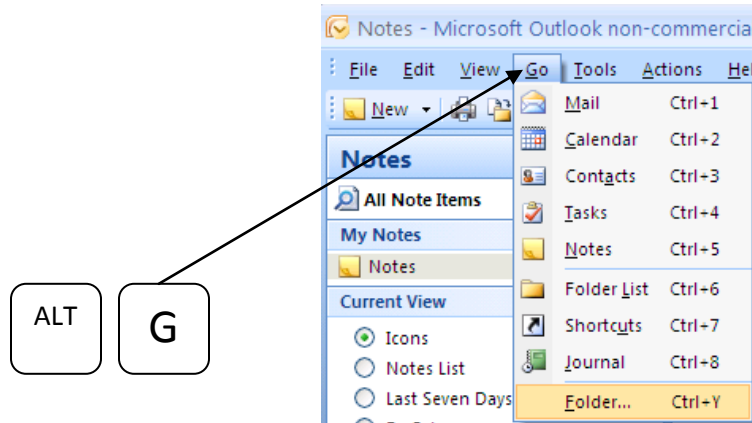 Notes - Microsoft Outlook non-commercia
File Edit View Go Tools Actions He
New
Mail Ctrl+1
Calendar Ctrl+2
Contacts Ctrl+3
Tasks Ctrl+4
Notes Ctrl+5
Folder List Ctrl+6
Shortcuts Ctrl+7
Journal Ctrl+8
Folder... Ctrl+Y
Notes
All Note Items
My Notes
Notes
Current View
Icons
Notes List
Last Seven Days
ALT
G